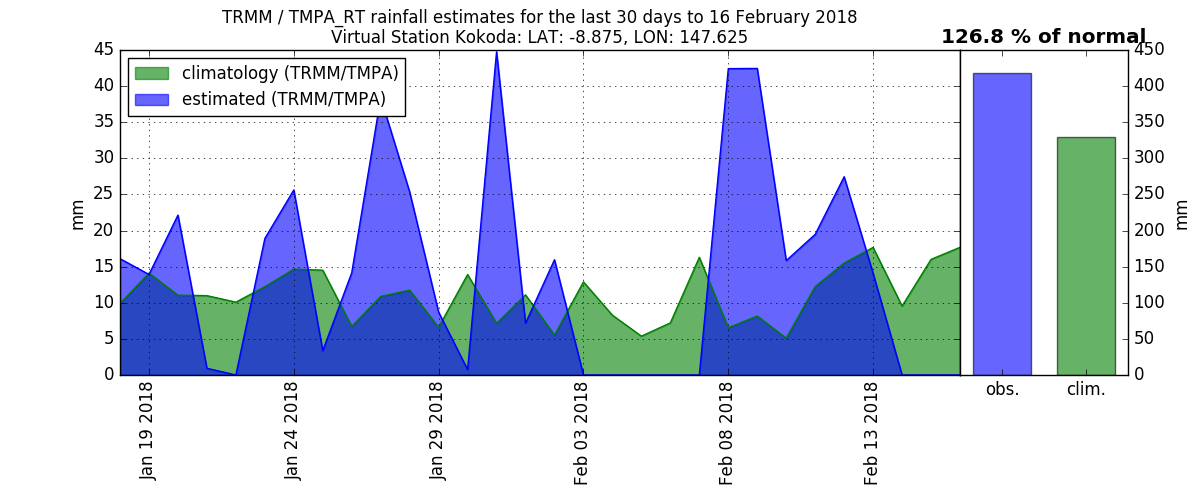 TRMM / TMPA_RT rainfall estimates for the last 30 days to 16 February 2018
Virtual Station Kokoda: LAT: -8.875, LON: 147.625
126.8 % of normal
climatology (TRMM/TMPA)
estimated (TRMM/TMPA)
45
40
35
30
25
20
15
10
5
0
mm
Jan 19 2018
Jan 24 2018
Jan 29 2018
Feb 03 2018
Feb 08 2018
Feb 13 2018
450
400
350
300
250
200
150
100
50
0
mm
obs.
clim.